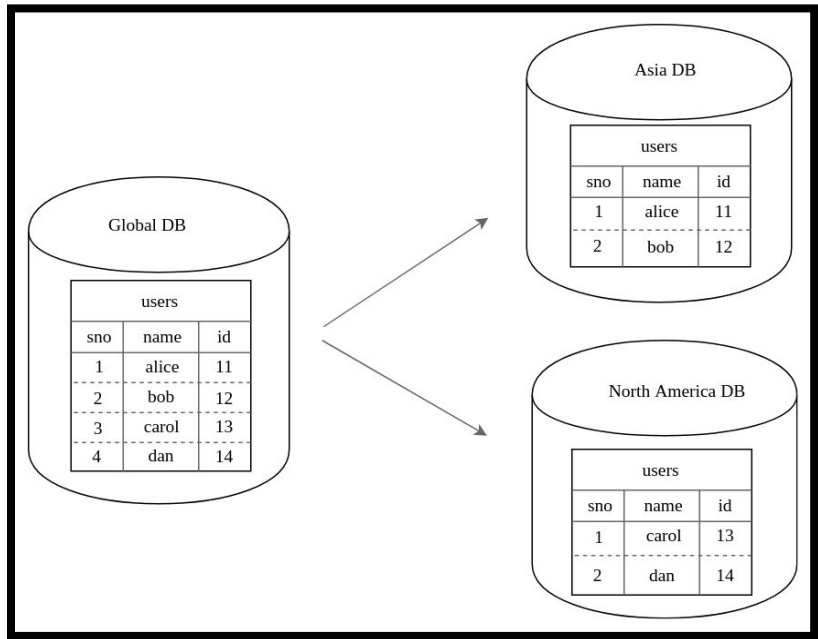 Global DB
users
sno name id
1 alice 11
2 bob 12
3 carol 13
4 dan 14
Asia DB
users
sno name id
1 alice 11
2 bob 12
North America DB
users
sno name id
1 carol 13
2 dan 14